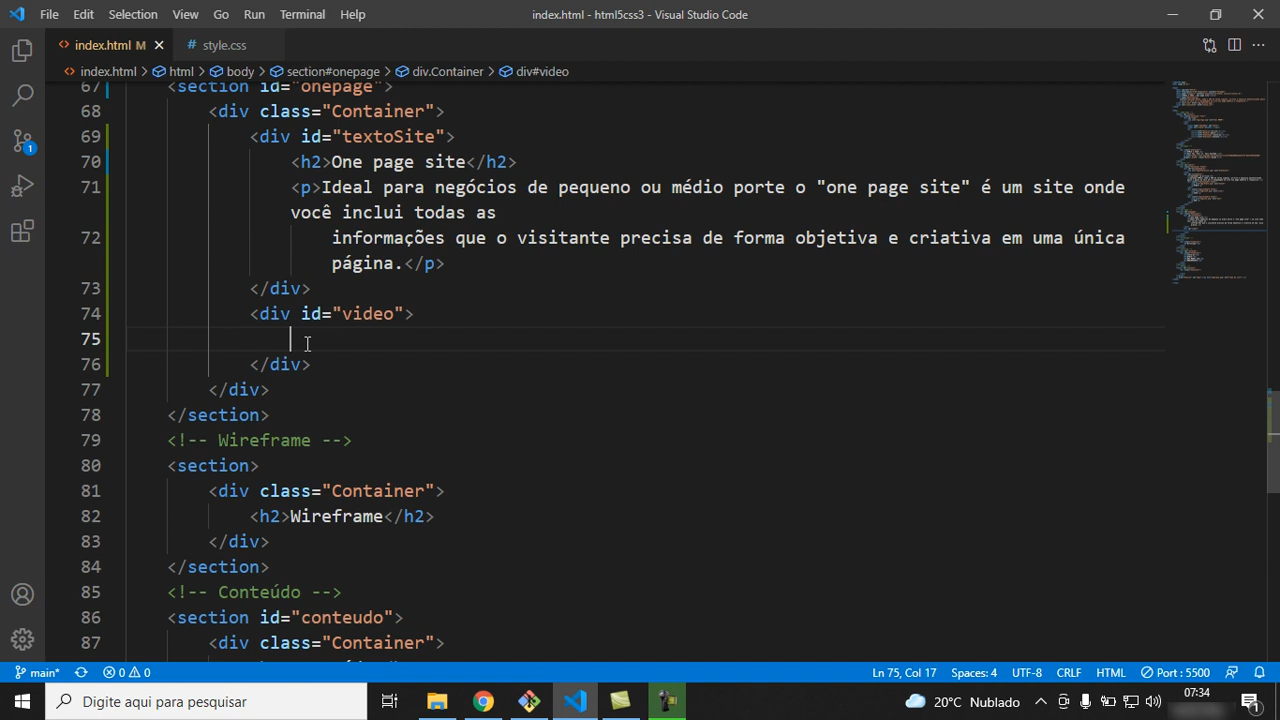 File Edit Selection View Go Run Terminal Help index.html - html5css3 - Visual Studio Code
index.html M style.css
index.html html body section#onepage div.Container div#video
67 <section id="onepage">
68 <div class="Container">
69 <div id="textoSite">
70 <h2>One page site</h2>
71 <p>Ideal para negócios de pequeno ou médio porte o "one page site" é um site onde
você inclui todas as
72 informações que o visitante precisa de forma objetiva e criativa em uma única
página.</p>
73 </div>
74 <div id="video">
75
76 </div>
77 </div>
78 </section>
79 <!-- Wireframe -->
80 <section>
81 <div class="Container">
82 <h2>Wireframe</h2>
83 </div>
84 </section>
85 <!-- Conteúdo -->
86 <section id="conteudo">
87 <div class="Container">
1
main* 0 0 Ln 75, Col 17 Spaces: 4 UTF-8 CRLF HTML Port : 5500
Digite aqui para pesquisar 20°C Nublado 07:34 1